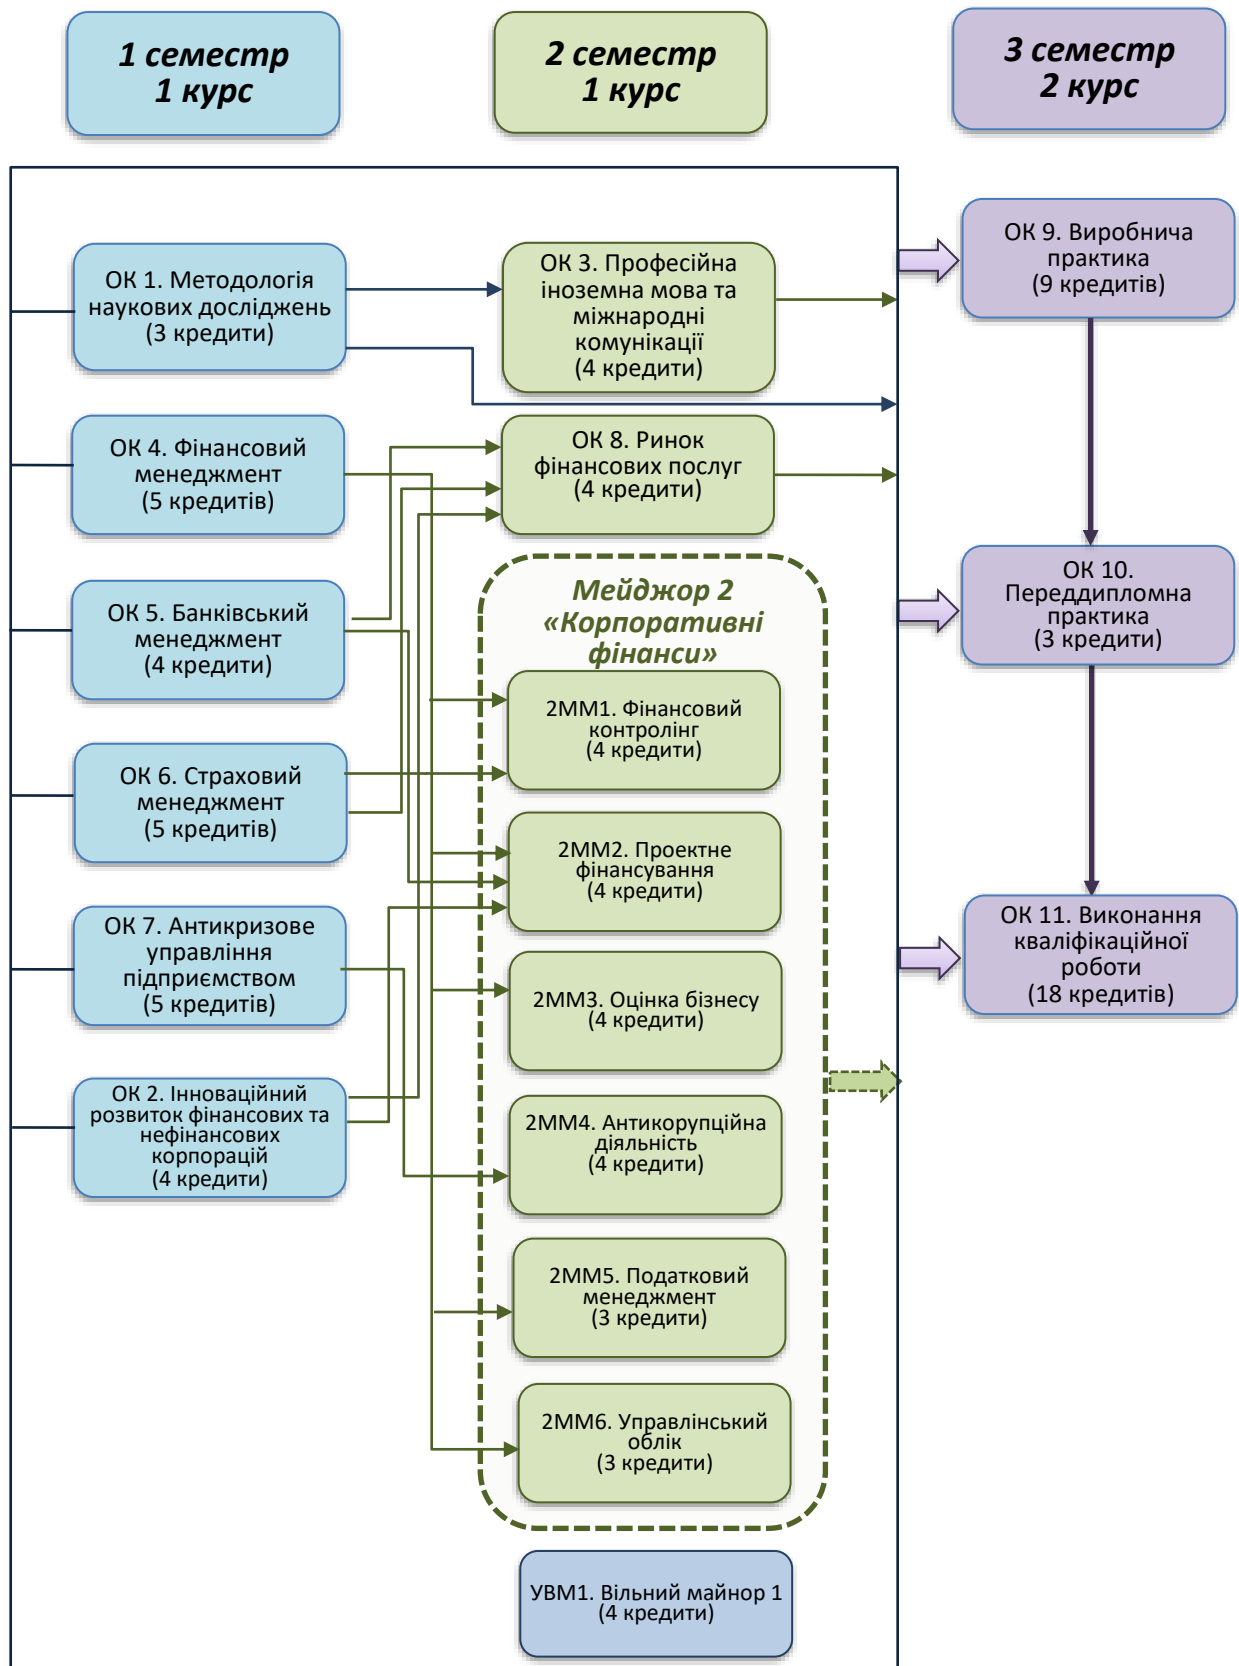 1 семестр
1 курс
2 семестр
1 курс
3 семестр
2 курс
ОК 1. Методологія
наукових досліджень
(3 кредити)
ОК 4. Фінансовий
менеджмент
(5 кредитів)
ОК 5. Банківський
менеджмент
(4 кредити)
ОК 6. Страховий
менеджмент
(5 кредитів)
ОК 7. Антикризове
управління
підприємством
(5 кредитів)
ОК 2. Інноваційний
розвиток фінансових та
нефінансових
корпорацій
(4 кредити)
ОК 3. Професійна
іноземна мова та
міжнародні
комунікації
(4 кредити)
ОК 8. Ринок
фінансових послуг
(4 кредити)
Мейджор 2
«Корпоративні
фінанси»
2ММ1. Фінансовий
контролінг
(4 кредити)
2ММ2. Проектне
фінансування
(4 кредити)
2ММ3. Оцінка бізнесу
(4 кредити)
2ММ4. Антикорупційна
діяльність
(4 кредити)
2ММ5. Податковий
менеджмент
(3 кредити)
2ММ6. Управлінський
облік
(3 кредити)
УВМ1. Вільний майнор 1
(4 кредити)
ОК 9. Виробнича
практика
(9 кредитів)
ОК 10.
Переддипломна
практика
(3 кредити)
ОК 11. Виконання
кваліфікаційної
роботи
(18 кредитів)